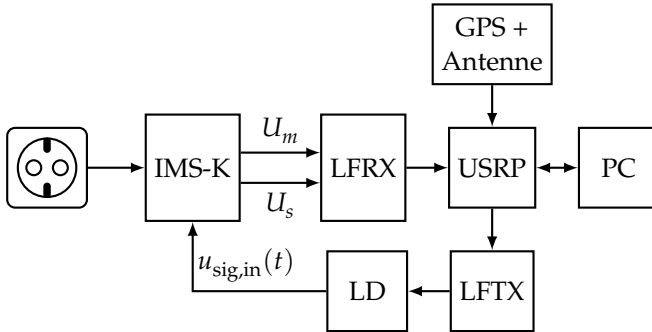 GPS +
Antenne
U_m
IMS-K
LFRX
USRP
PC
U_s
u_sig,in(t)
LD
LFTX